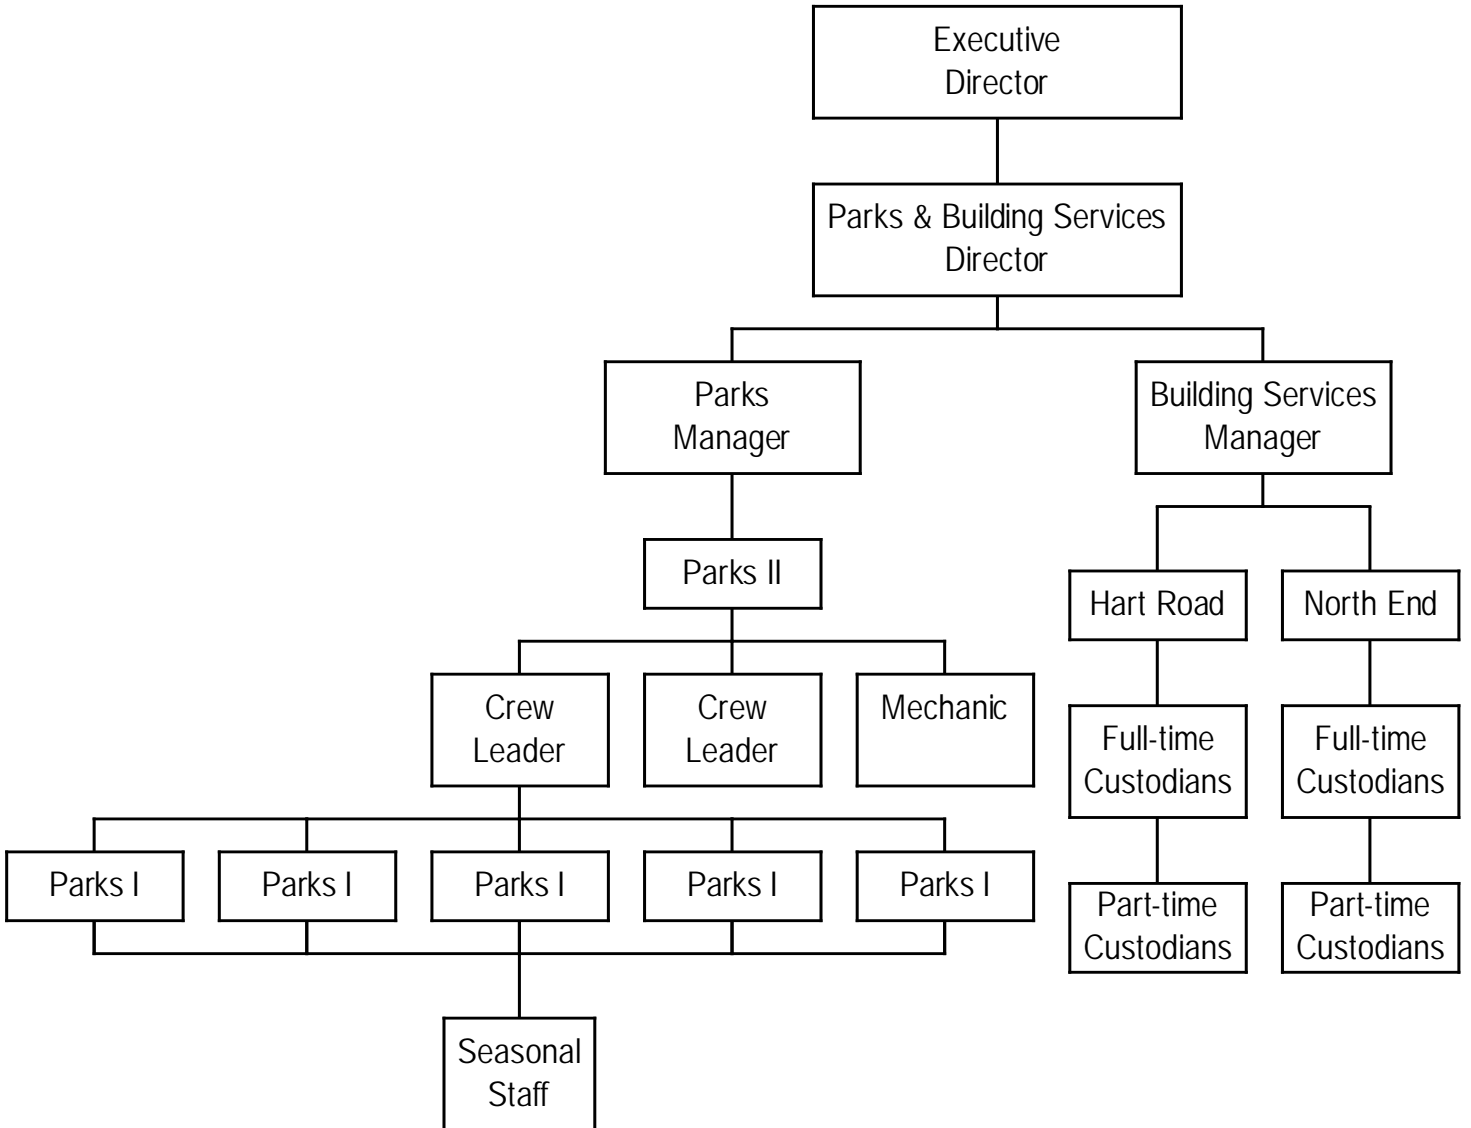 Executive
Director
Parks & Building Services
Director
Parks
Manager
Building Services
Manager
Parks II
Hart Road
North End
Crew
Leader
Crew
Leader
Mechanic
Full-time
Custodians
Full-time
Custodians
Parks I
Parks I
Parks I
Parks I
Parks I
Part-time
Custodians
Part-time
Custodians
Seasonal
Staff